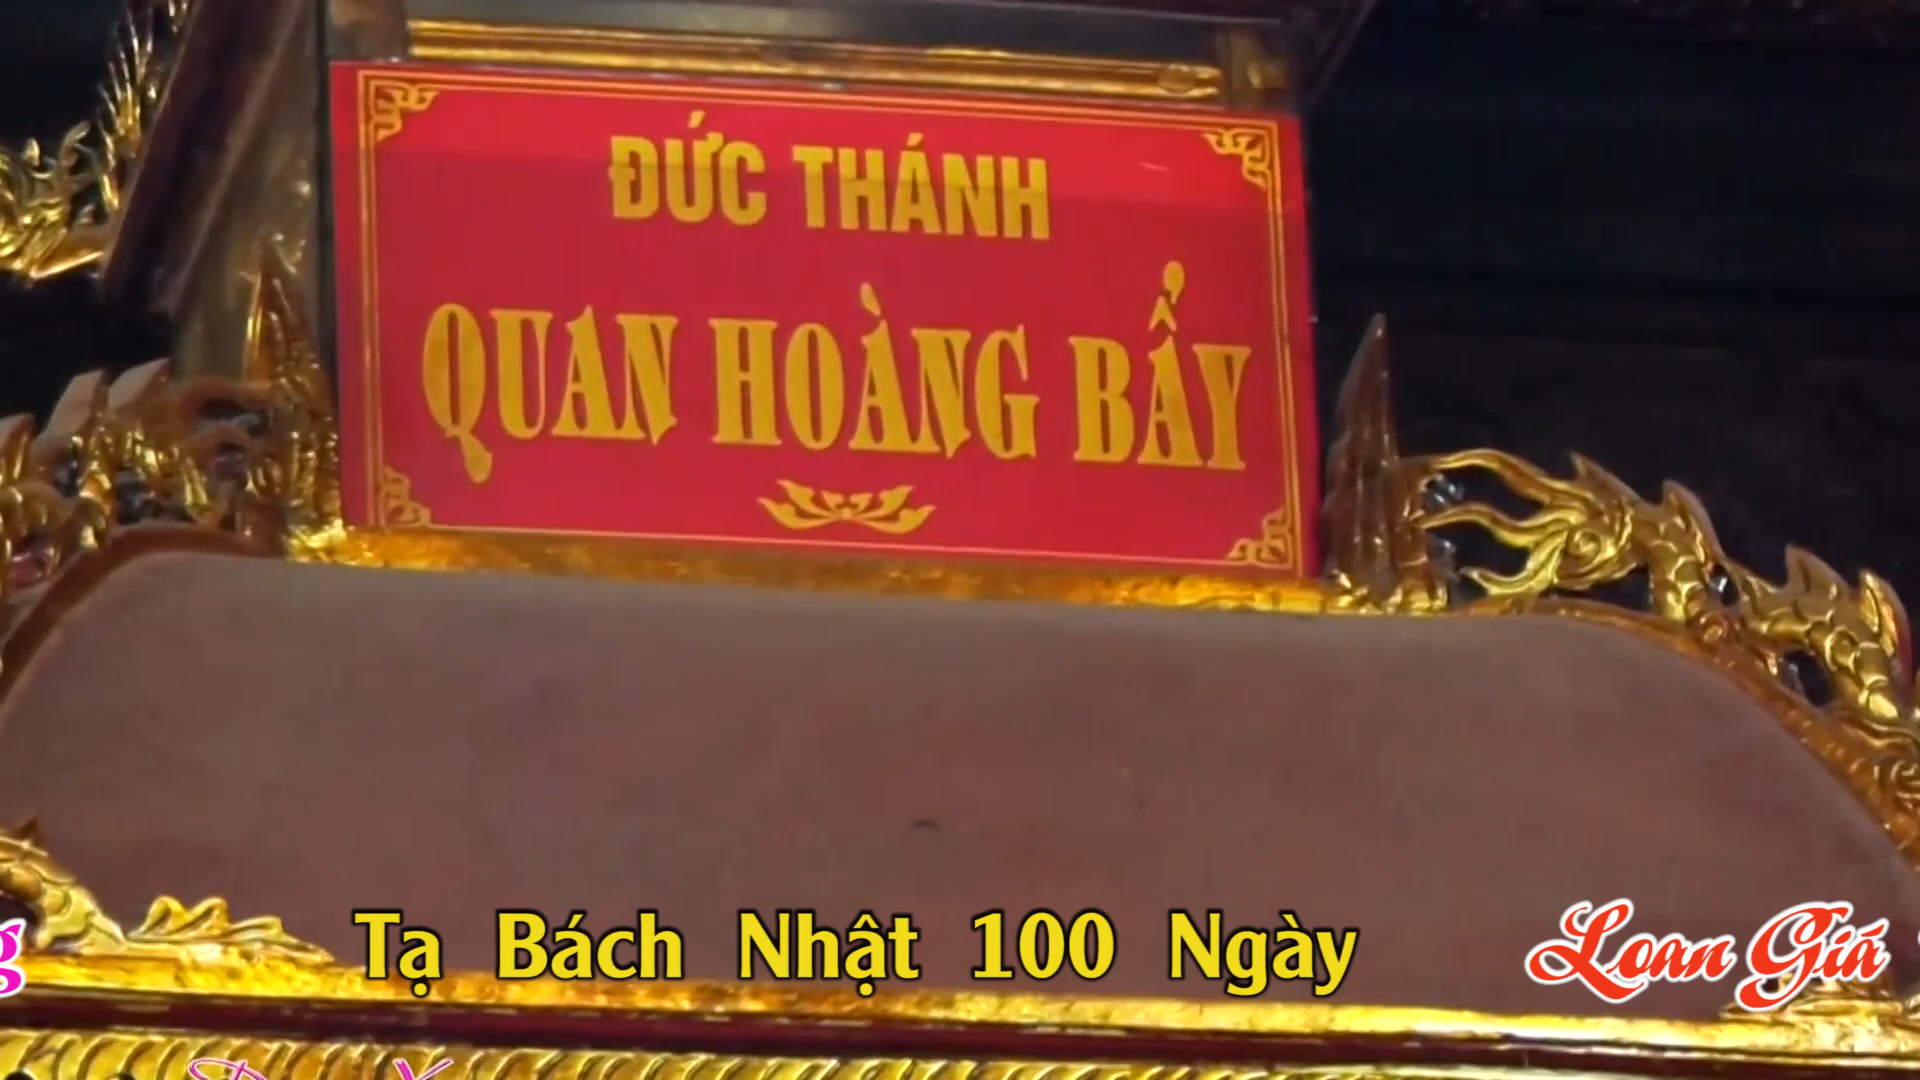 ĐỨC THÁNH
QUAN HOÀNG BẨY
Tạ Bách Nhật 100 Ngày
Loan Giá